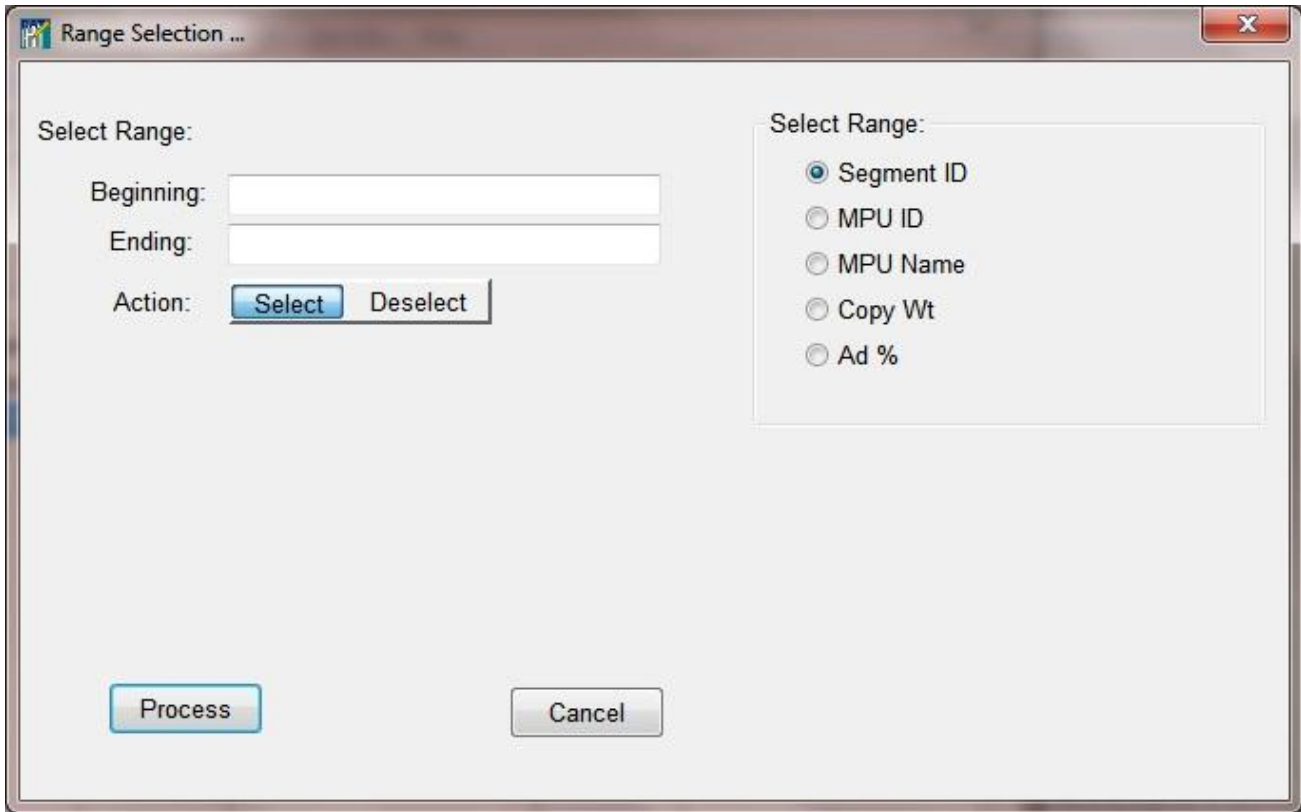 Range Selection ...
Select Range:
Beginning:
Ending:
Action: Select Deselect
Select Range:
Segment ID
MPU ID
MPU Name
Copy Wt
Ad %
Process Cancel